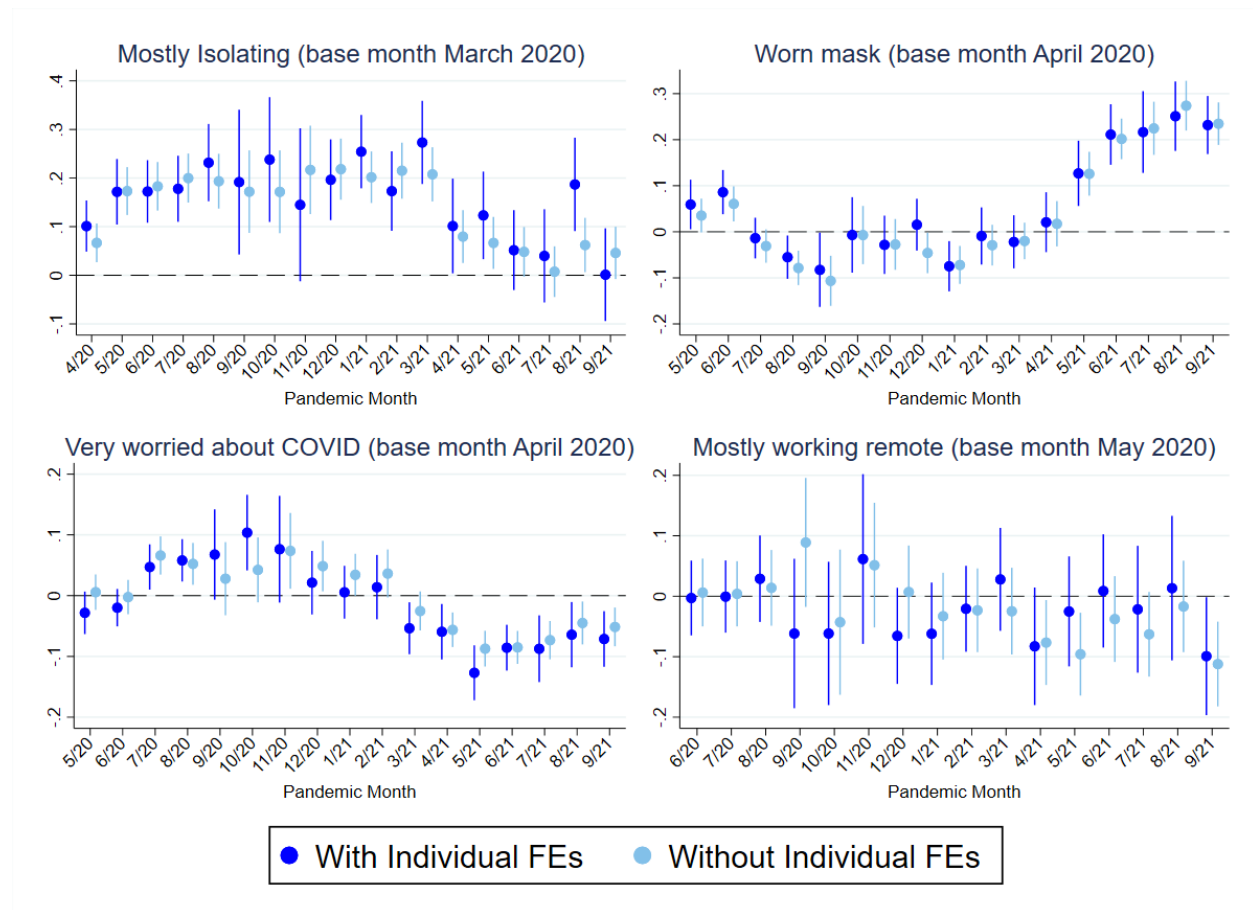 Mostly Isolating (base month March 2020)
.4
.3
.2
.1
0
-.1
4/20 5/20 6/20 7/20 8/20 9/20 10/20 11/20 12/20 1/21 2/21 3/21 4/21 5/21 6/21 7/21 8/21 9/21
Pandemic Month
Worn mask (base month April 2020)
.3
.2
.1
0
-.1
-.2
5/20 6/20 7/20 8/20 9/20 10/20 11/20 12/20 1/21 2/21 3/21 4/21 5/21 6/21 7/21 8/21 9/21
Pandemic Month
Very worried about COVID (base month April 2020)
.2
.1
0
-.1
-.2
5/20 6/20 7/20 8/20 9/20 10/20 11/20 12/20 1/21 2/21 3/21 4/21 5/21 6/21 7/21 8/21 9/21
Pandemic Month
Mostly working remote (base month May 2020)
.2
.1
0
-.1
-.2
6/20 7/20 8/20 9/20 10/20 11/20 12/20 1/21 2/21 3/21 4/21 5/21 6/21 7/21 8/21 9/21
Pandemic Month
With Individual FEs Without Individual FEs